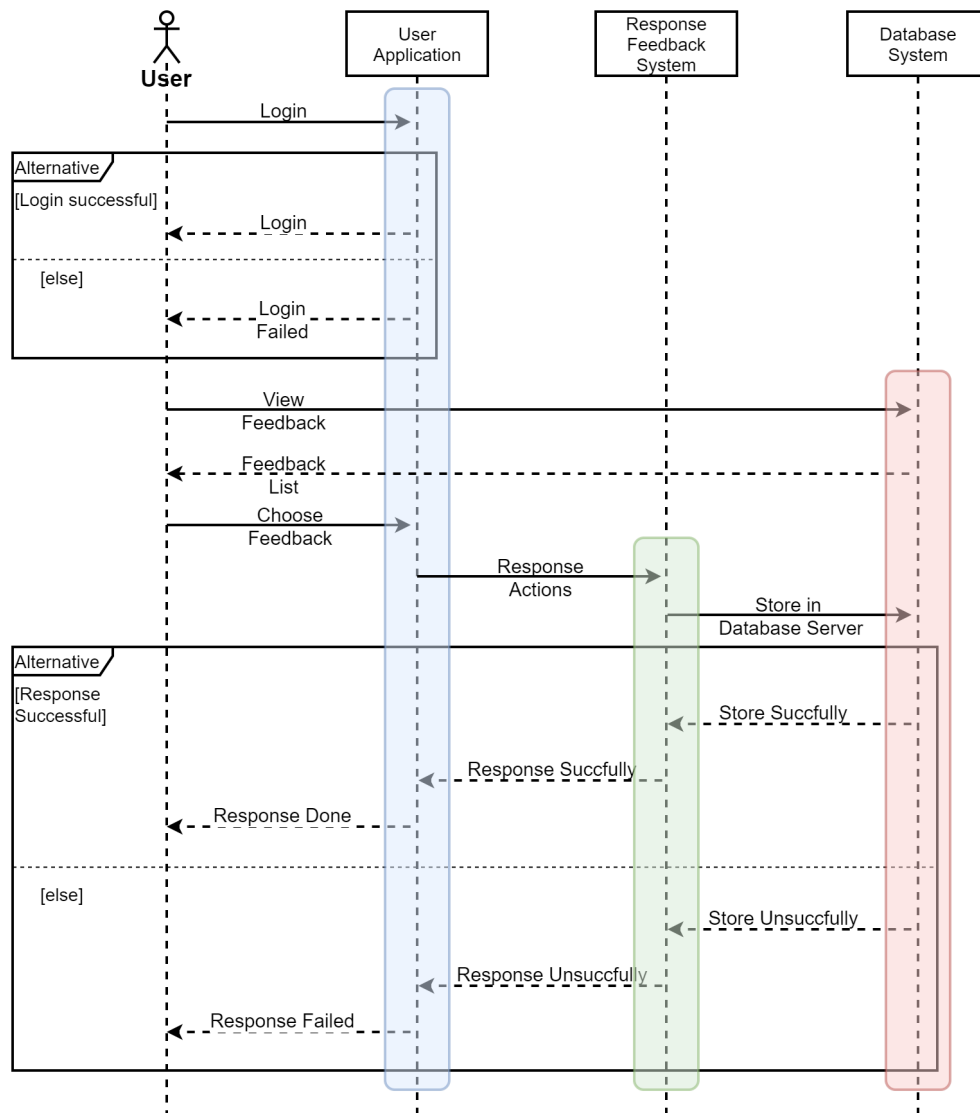 User
User
Application
Response
Feedback
System
Database
System
Login
Alternative
[Login successful]
Login
[else]
Login
Failed
View
Feedback
Feedback
List
Choose
Feedback
Response
Actions
Store in
Database Server
Alternative
[Response
Successful]
Store Succfully
Response Succfully
Response Done
[else]
Store Unsuccfully
Response Unsuccfully
Response Failed